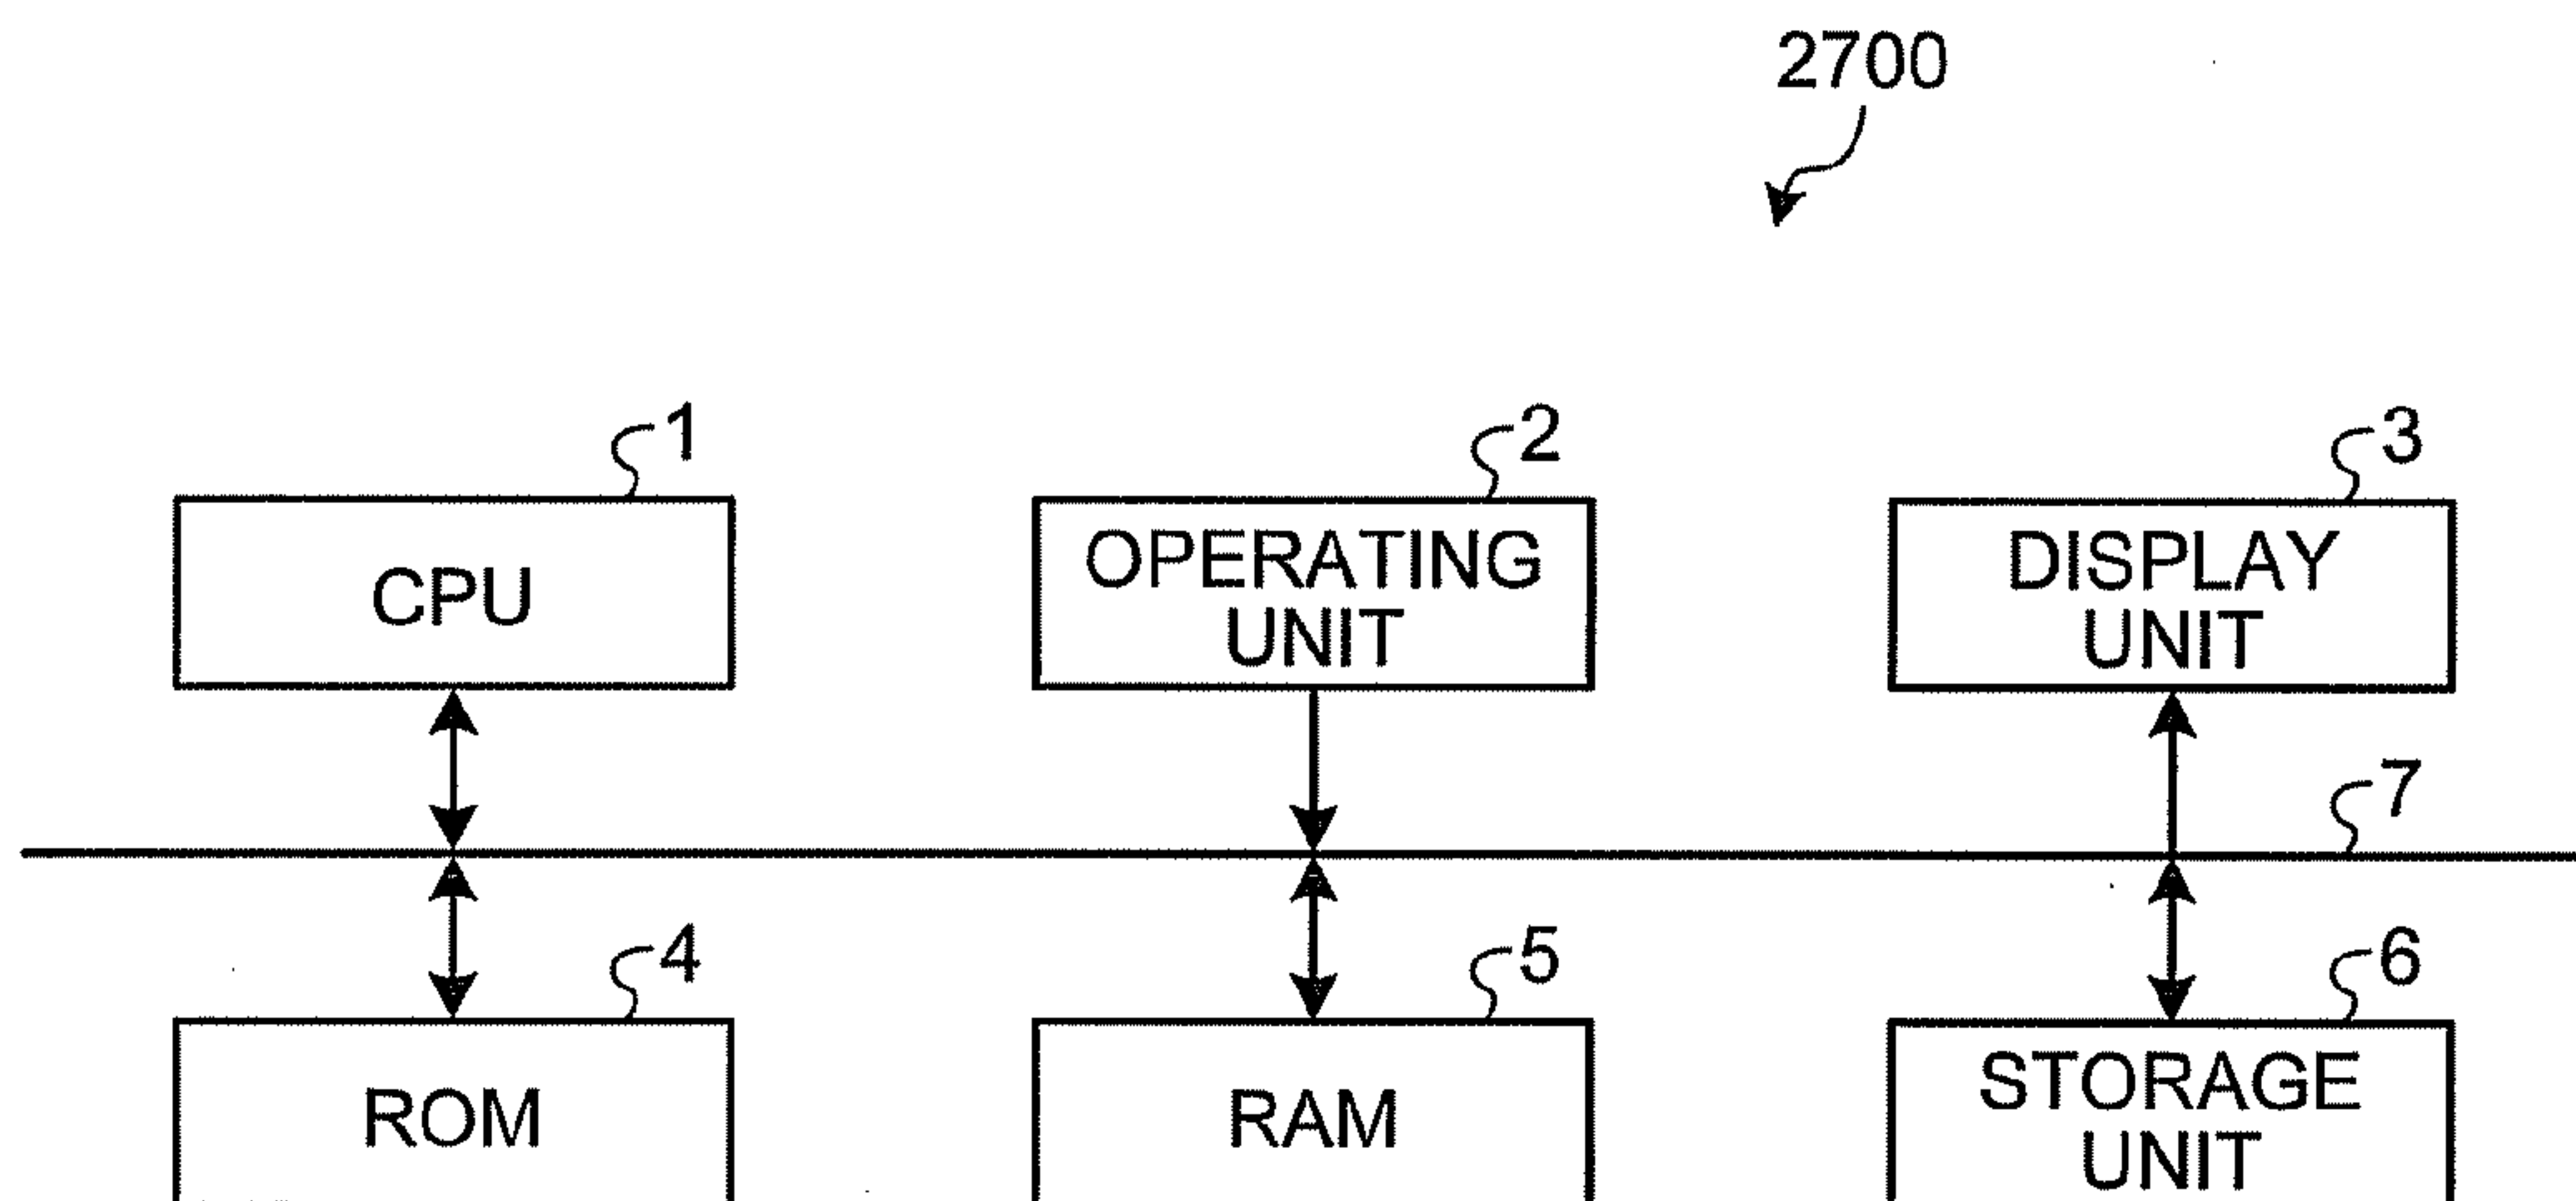 2700
1
2
3
CPU
OPERATING
UNIT
DISPLAY
UNIT
7
4
5
6
ROM
RAM
STORAGE
UNIT